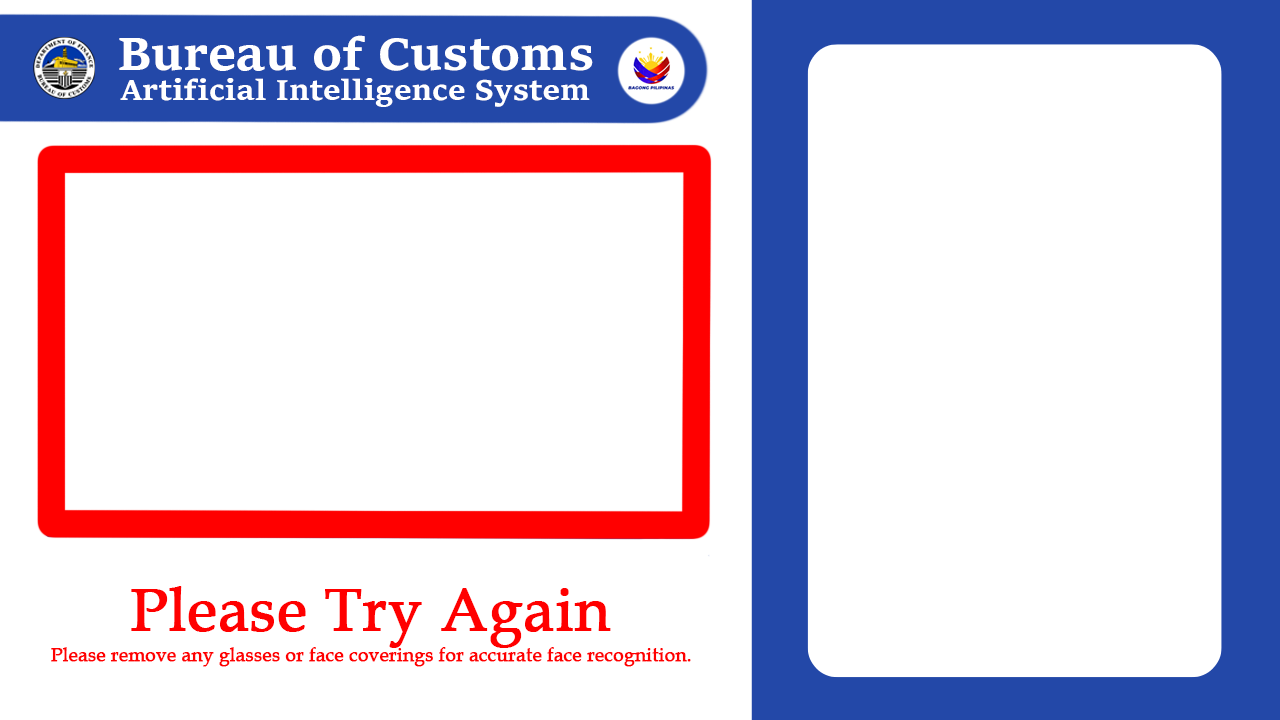 Bureau of Customs
Artificial Intelligence System
DEPARTMENT OF FINANCE
BUREAU OF CUSTOMS
BAGONG PILIPINAS
Please Try Again
Please remove any glasses or face coverings for accurate face recognition.